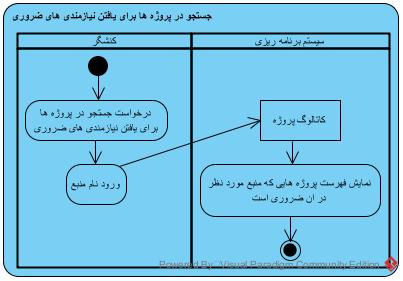 جستجو در پروژه ها برای یافتن نیازمندی های ضروری
کنشگر
سیستم برنامه ریزی
درخواست جستجو در پروژه ها
برای یافتن نیازمندی های ضروری
ورود نام منبع
کاتالوگ پروژه
نمایش فهرست پروژه هایی که منبع مورد نظر
در ان ضروری است
Powered By Visual Paradigm Community Edition